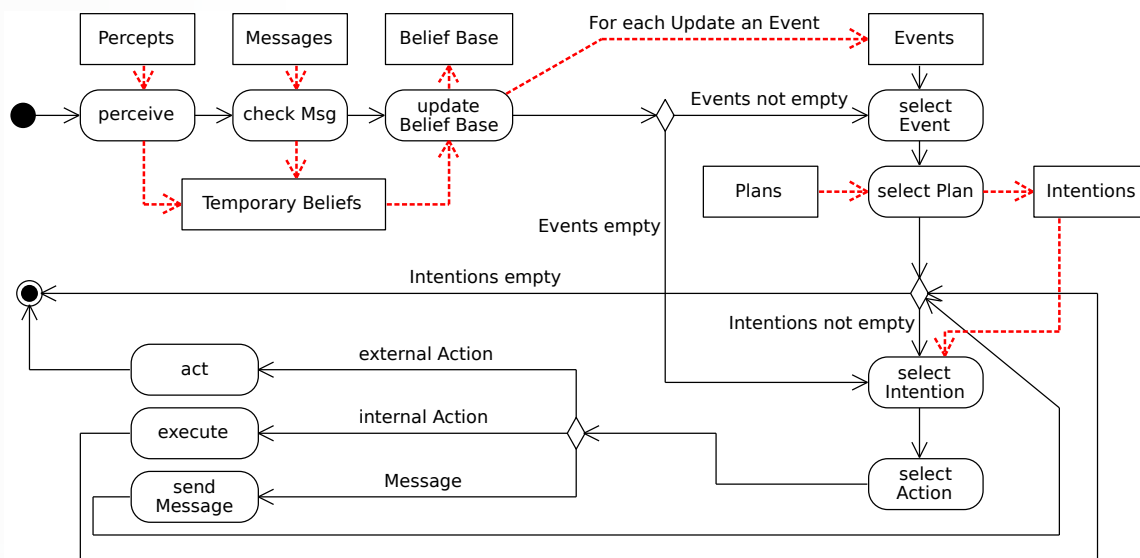 For each Update an Event
Percepts
Messages
Belief Base
Events
perceive
check Msg
update
Belief Base
Events not empty
select
Event
Temporary Beliefs
Plans
select Plan
Intentions
Events empty
Intentions empty
Intentions not empty
external Action
act
select
Intention
internal Action
execute
Message
send
Message
select
Action